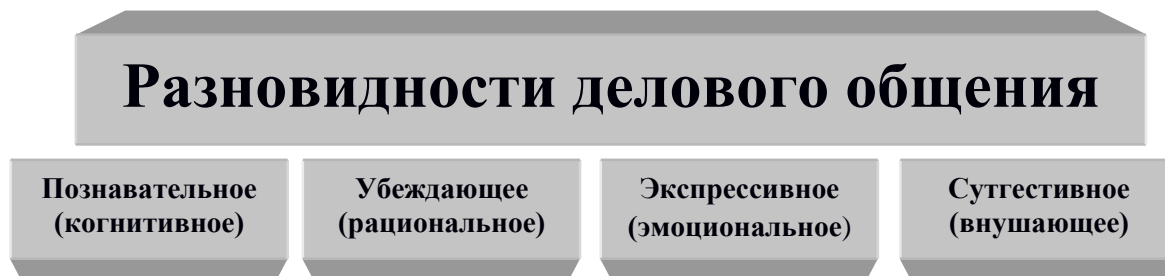 Разновидности делового общения
Познавательное
(когнитивное)
Убеждающее
(рациональное)
Экспрессивное
(эмоциональное)
Сутгестивное
(внушающее)